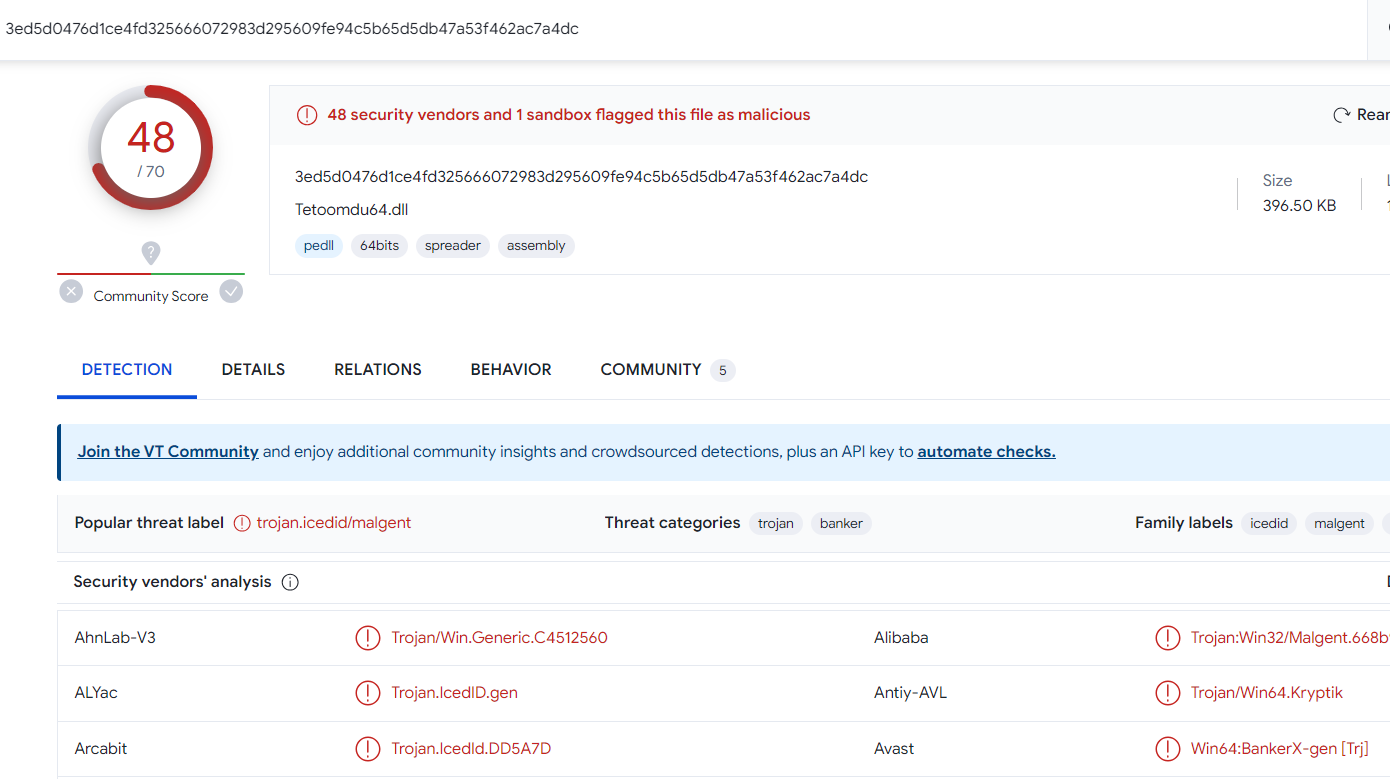 3ed5d0476d1ce4fd325666072983d295609fe94c5b65d5db47a53f462ac7a4dc
48
/ 70
48 security vendors and 1 sandbox flagged this file as malicious
3ed5d0476d1ce4fd325666072983d295609fe94c5b65d5db47a53f462ac7a4dc
Tetoomdu64.dll
Size
396.50 KB
pedll 64bits spreader assembly
Community Score
DETECTION DETAILS RELATIONS BEHAVIOR COMMUNITY 5
Join the VT Community and enjoy additional community insights and crowdsourced detections, plus an API key to automate checks.
Popular threat label trojan.icedid/malgent Threat categories trojan banker Family labels icedid malgent
Security vendors' analysis
AhnLab-V3 Trojan/Win.Generic.C4512560 Alibaba Trojan:Win32/Malgent.668b
ALYac Trojan.IcedID.gen Antiy-AVL Trojan/Win64.Kryptik
Arcabit Trojan.IcedId.DD5A7D Avast Win64:BankerX-gen [Trj]